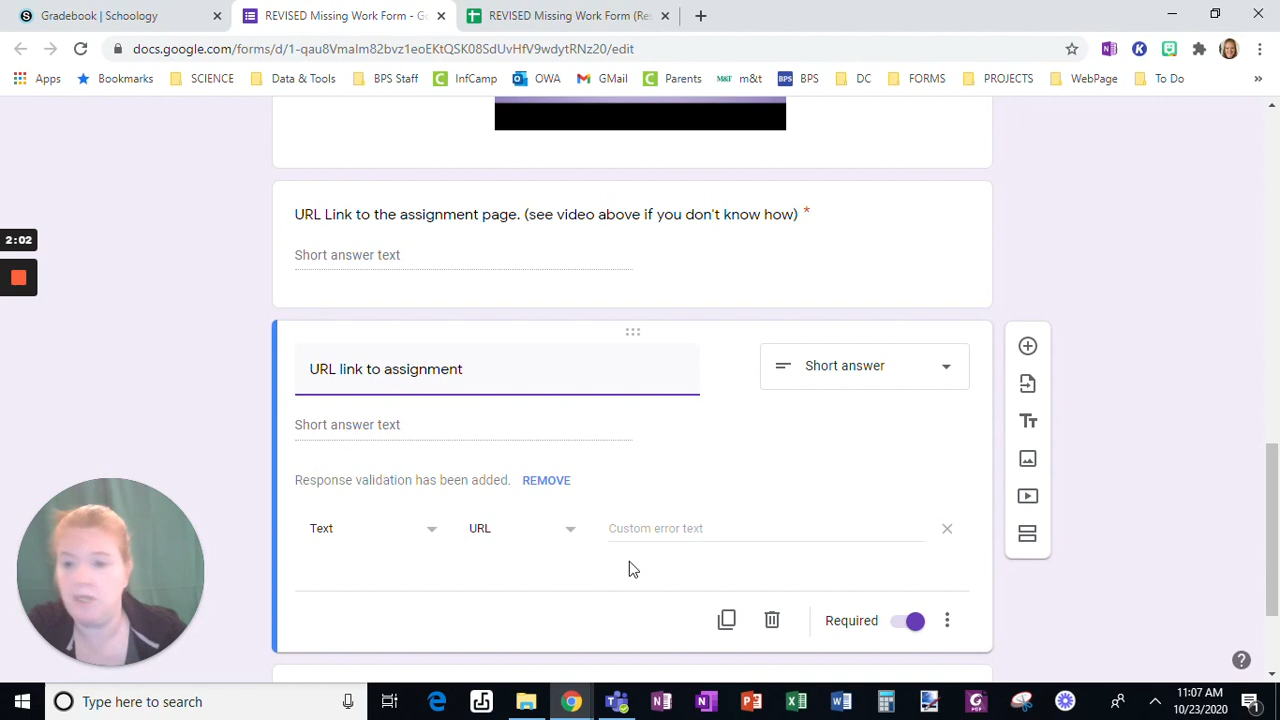 Gradebook | Schoology
REVISED Missing Work Form - Go
REVISED Missing Work Form (Res
docs.google.com/forms/d/1-qau8Vmalm82bvz1eoEKtQSK08SdUvHfV9wdytRNz20/edit
Apps
Bookmarks
SCIENCE
Data & Tools
BPS Staff
InfCamp
OWA
GMail
Parents
M&T m&t
BPS BPS
DC
FORMS
PROJECTS
WebPage
To Do
»
URL Link to the assignment page. (see video above if you don't know how) *
Short answer text
2:02
URL link to assignment
Short answer
Short answer text
Response validation has been added. REMOVE
Text
URL
Custom error text
Required
Type here to search
11:07 AM
10/23/2020